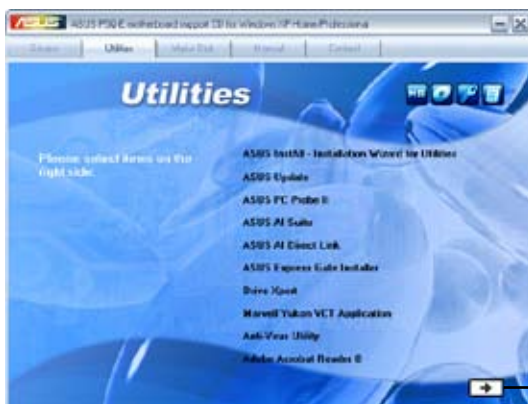 ASUS P5Q-E motherboard support CD for Windows XP Home/Professional
Drivers Utilities Make Disk Manual Contact
Utilities
Please select items on the
right side.
ASUS InstAll - Installation Wizard for Utilities
ASUS Update
ASUS PC Probe II
ASUS AI Suite
ASUS AI Direct Link
ASUS Express Gate Installer
Drive Xpert
Marvell Yukon VCT Application
Anti-Virus Utility
Adobe Acrobat Reader 8